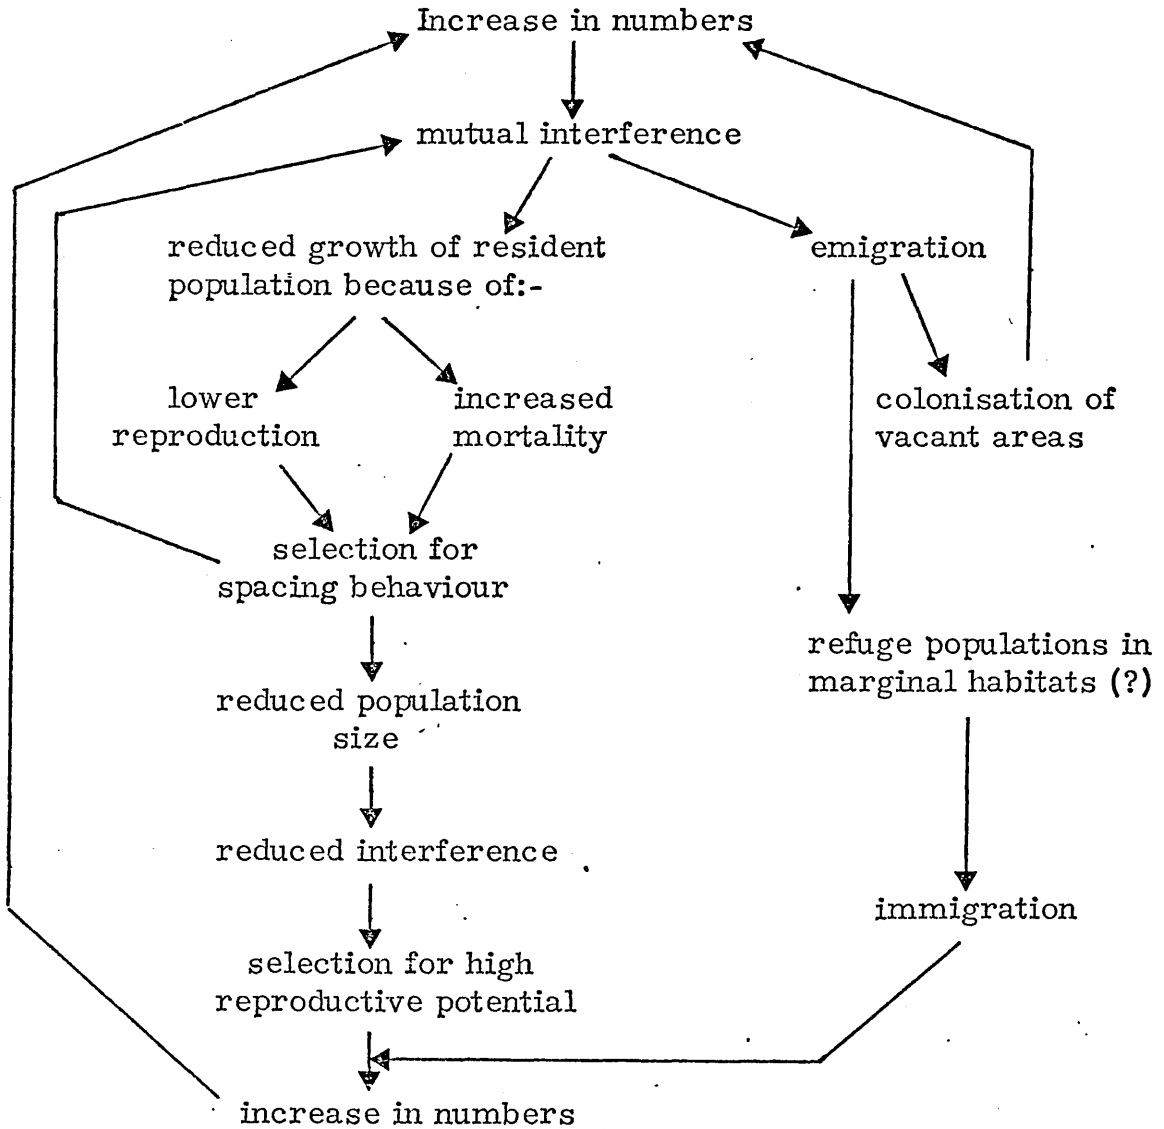 Increase in numbers
mutual interference
reduced growth of resident
population because of:-
emigration
lower
reproduction
increased
mortality
colonisation of
vacant areas
selection for
spacing behaviour
refuge populations in
marginal habitats (?)
reduced population
size
reduced interference
immigration
selection for high
reproductive potential
increase in numbers